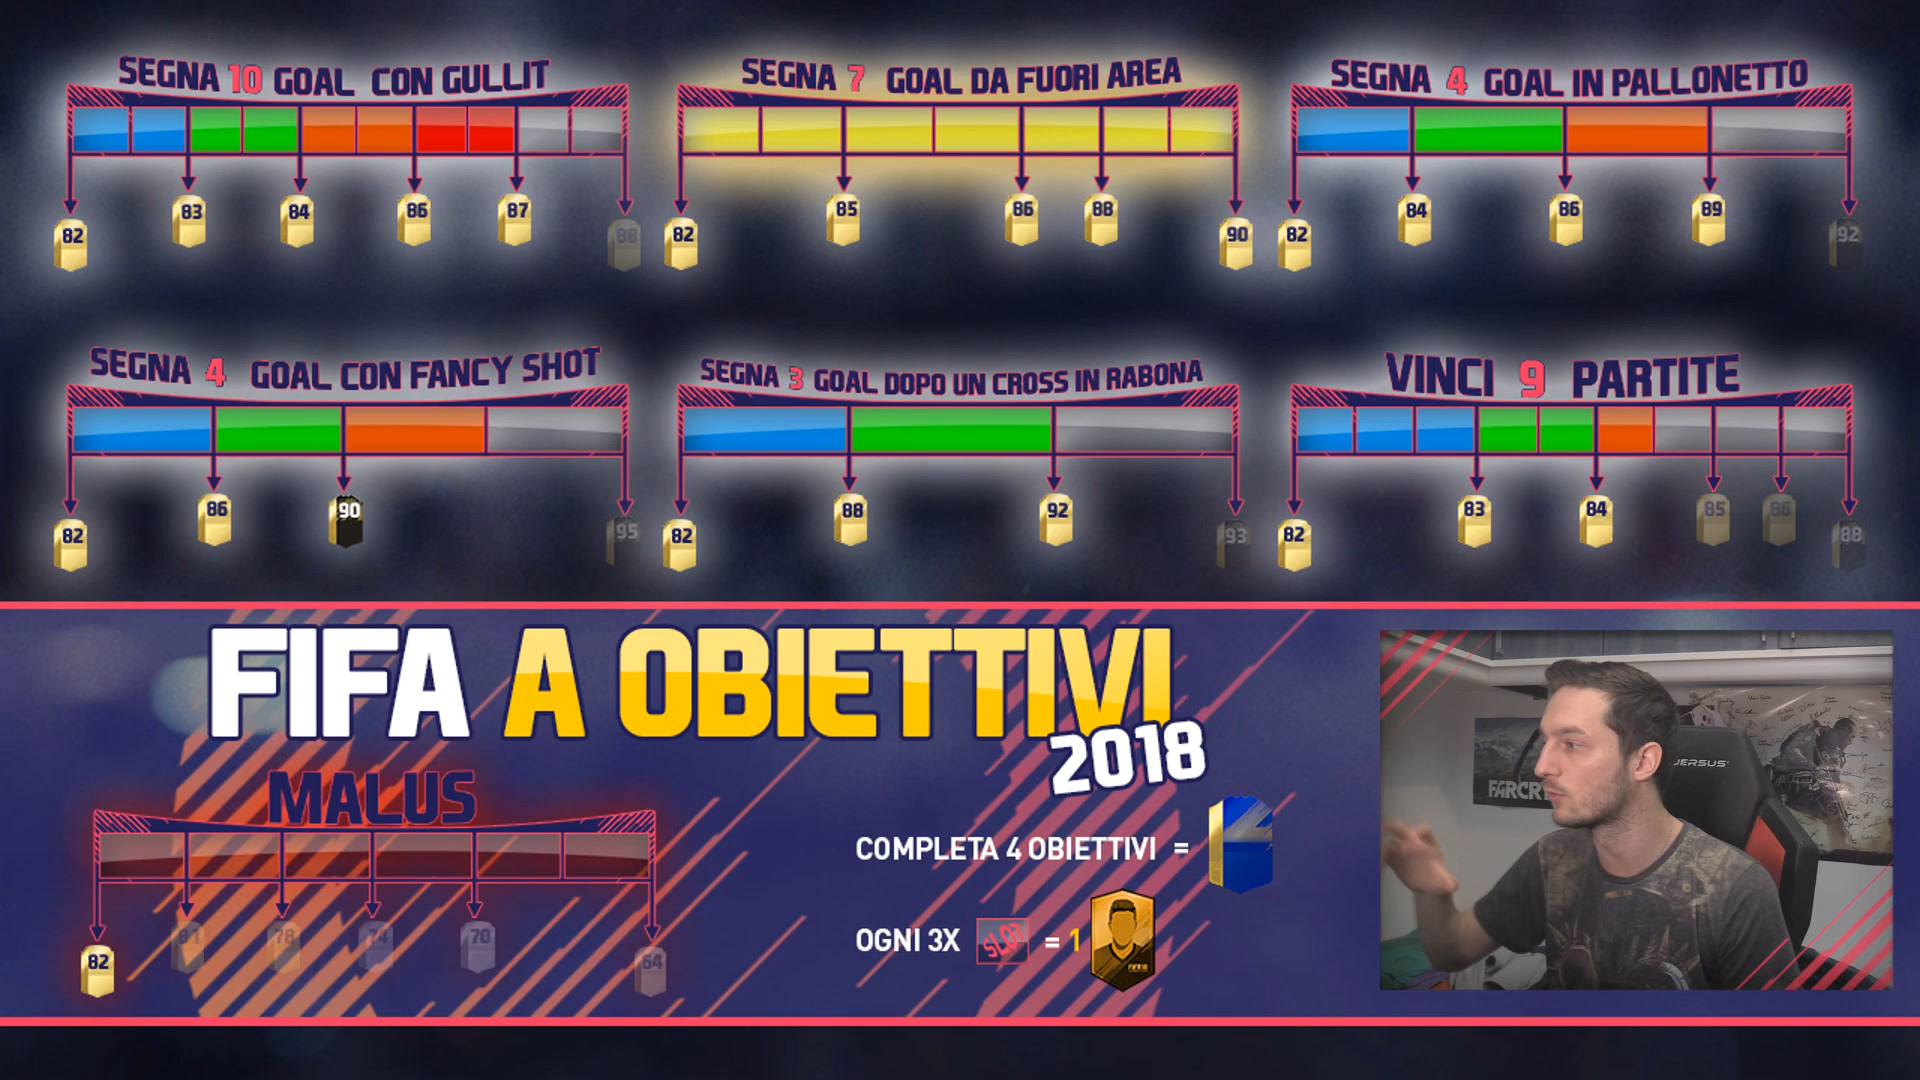 SEGNA 10 GOAL CON GULLIT
82 83 84 86 87 88
SEGNA 7 GOAL DA FUORI AREA
82 85 86 88 90
SEGNA 4 GOAL IN PALLONETTO
82 84 86 89 92
SEGNA 4 GOAL CON FANCY SHOT
82 86 90 95
SEGNA 3 GOAL DOPO UN CROSS IN RABONA
82 88 92 93
VINCI 9 PARTITE
82 83 84 85 86 88
FIFA A OBIETTIVI
2018
MALUS
82 81 78 74 70 64
COMPLETA 4 OBIETTIVI =
OGNI 3X SLOT = 1
FARCR